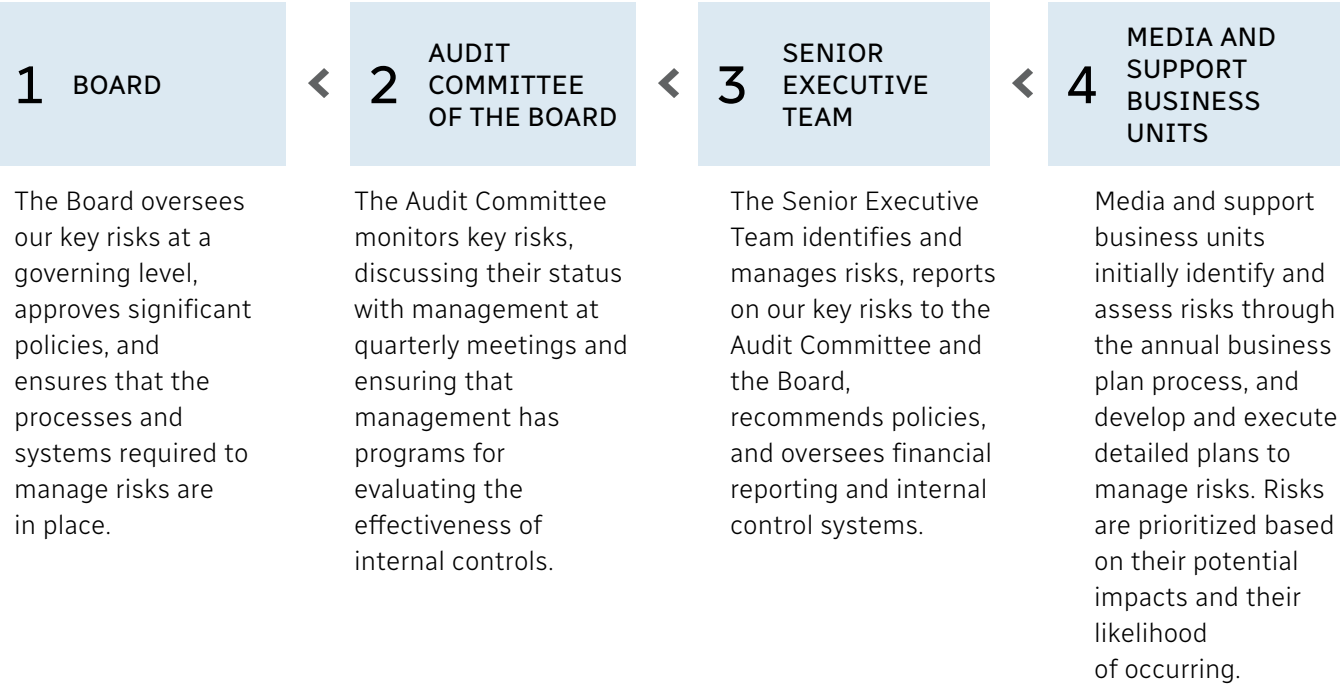 1 BOARD
The Board oversees
our key risks at a
governing level,
approves significant
policies, and
ensures that the
processes and
systems required to
manage risks are
in place.
2 AUDIT
COMMITTEE
OF THE BOARD
The Audit Committee
monitors key risks,
discussing their status
with management at
quarterly meetings and
ensuring that
management has
programs for
evaluating the
effectiveness of
internal controls.
3 SENIOR
EXECUTIVE
TEAM
The Senior Executive
Team identifies and
manages risks, reports
on our key risks to the
Audit Committee and
the Board,
recommends policies,
and oversees financial
reporting and internal
control systems.
4 MEDIA AND
SUPPORT
BUSINESS
UNITS
Media and support
business units
initially identify and
assess risks through
the annual business
plan process, and
develop and execute
detailed plans to
manage risks. Risks
are prioritized based
on their potential
impacts and their
likelihood
of occurring.